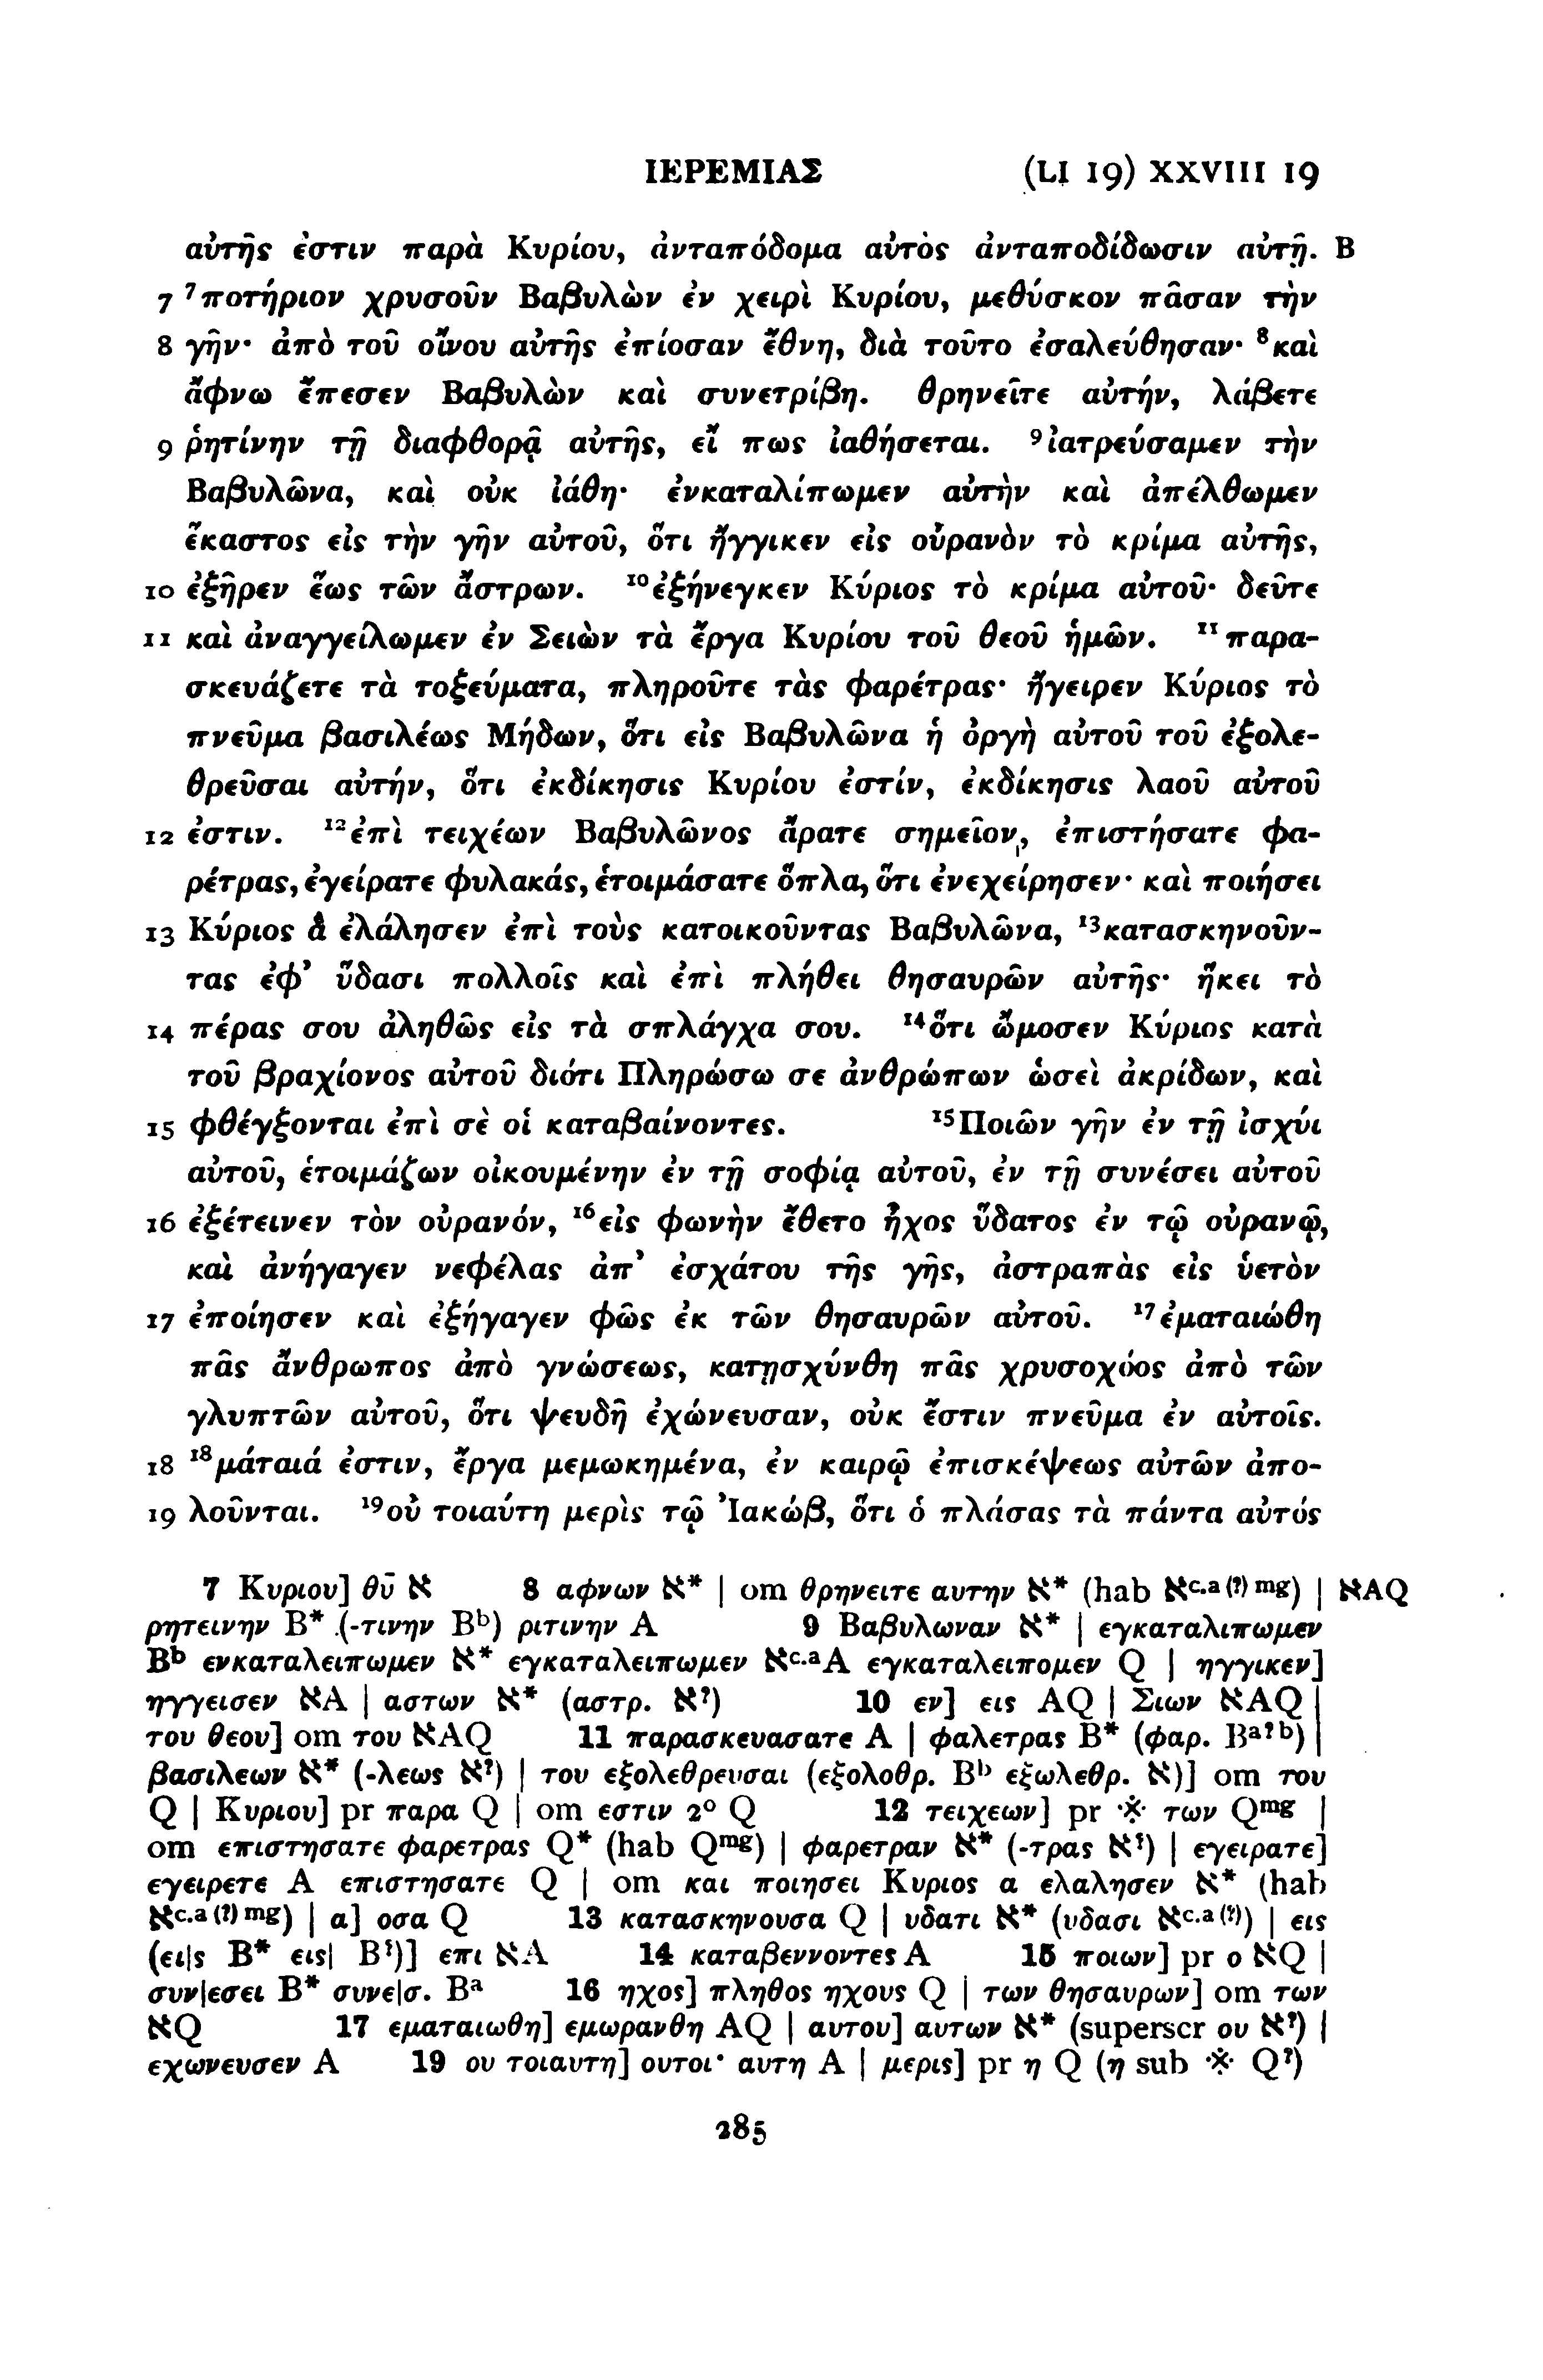 ΙΕΡΕΜΙΑΣ (LI 19) XXVIII 19
αὐτῆς ἐστιν παρὰ Κυρίου, ἀνταπόδομα αὐτὸς ἀνταποδίδωσιν αὐτῇ. B
7 ⁷ποτήριον χρυσοῦν Βαβυλὼν ἐν χειρὶ Κυρίου, μεθύσκον πᾶσαν τὴν
8 γῆν· ἀπὸ τοῦ οἴνου αὐτῆς ἐπίοσαν ἔθνη, διὰ τοῦτο ἐσαλεύθησαν· ⁸καὶ
ἄφνω ἔπεσεν Βαβυλὼν καὶ συνετρίβη. θρηνεῖτε αὐτήν, λάβετε
9 ῥητίνην τῇ διαφθορᾷ αὐτῆς, εἴ πως ἰαθήσεται. ⁹ἰατρεύσαμεν τὴν
Βαβυλῶνα, καὶ οὐκ ἰάθη· ἐνκαταλίπωμεν αὐτὴν καὶ ἀπέλθωμεν
ἕκαστος εἰς τὴν γῆν αὐτοῦ, ὅτι ἤγγικεν εἰς οὐρανὸν τὸ κρίμα αὐτῆς,
10 ἐξῆρεν ἕως τῶν ἄστρων. ¹⁰ἐξήνεγκεν Κύριος τὸ κρίμα αὐτοῦ· δεῦτε
11 καὶ ἀναγγείλωμεν ἐν Σειὼν τὰ ἔργα Κυρίου τοῦ θεοῦ ἡμῶν. ¹¹παρα-
σκευάζετε τὰ τοξεύματα, πληροῦτε τὰς φαρέτρας· ἤγειρεν Κύριος τὸ
πνεῦμα βασιλέως Μήδων, ὅτι εἰς Βαβυλῶνα ἡ ὀργὴ αὐτοῦ τοῦ ἐξολε-
θρεῦσαι αὐτήν, ὅτι ἐκδίκησις Κυρίου ἐστίν, ἐκδίκησις λαοῦ αὐτοῦ
12 ἐστιν. ¹²ἐπὶ τειχέων Βαβυλῶνος ἄρατε σημεῖον, ἐπιστήσατε φα-
ρέτρας, ἐγείρατε φυλακάς, ἑτοιμάσατε ὅπλα, ὅτι ἐνεχείρησεν· καὶ ποιήσει
13 Κύριος ἃ ἐλάλησεν ἐπὶ τοὺς κατοικοῦντας Βαβυλῶνα, ¹³κατασκηνοῦν-
τας ἐφ’ ὕδασι πολλοῖς καὶ ἐπὶ πλήθει θησαυρῶν αὐτῆς· ἥκει τὸ
14 πέρας σου ἀληθῶς εἰς τὰ σπλάγχα σου. ¹⁴ὅτι ὤμοσεν Κύριος κατὰ
τοῦ βραχίονος αὐτοῦ διότι Πληρώσω σε ἀνθρώπων ὡσεὶ ἀκρίδων, καὶ
15 φθέγξονται ἐπὶ σὲ οἱ καταβαίνοντες. ¹⁵Ποιῶν γῆν ἐν τῇ ἰσχύι
αὐτοῦ, ἑτοιμάζων οἰκουμένην ἐν τῇ σοφίᾳ αὐτοῦ, ἐν τῇ συνέσει αὐτοῦ
16 ἐξέτεινεν τὸν οὐρανόν, ¹⁶εἰς φωνὴν ἔθετο ἦχος ὕδατος ἐν τῷ οὐρανῷ,
καὶ ἀνήγαγεν νεφέλας ἀπ’ ἐσχάτου τῆς γῆς, ἀστραπὰς εἰς ὑετὸν
17 ἐποίησεν καὶ ἐξήγαγεν φῶς ἐκ τῶν θησαυρῶν αὐτοῦ. ¹⁷ἐματαιώθη
πᾶς ἄνθρωπος ἀπὸ γνώσεως, κατῃσχύνθη πᾶς χρυσοχόος ἀπὸ τῶν
γλυπτῶν αὐτοῦ, ὅτι ψευδῆ ἐχώνευσαν, οὐκ ἔστιν πνεῦμα ἐν αὐτοῖς.
18 ¹⁸μάταιά ἐστιν, ἔργα μεμωκημένα, ἐν καιρῷ ἐπισκέψεως αὐτῶν ἀπο-
19 λοῦνται. ¹⁹οὐ τοιαύτη μερὶς τῷ Ἰακώβ, ὅτι ὁ πλάσας τὰ πάντα αὐτός
7 Κυριου] θ̅υ̅ א 8 αφνων א* | om θρηνειτε αυτην א* (hab אᶜ·ᵃ⁽?⁾ᵐᵍ) | אAQ
ρητεινην B* (-τινην Bᵇ) ριτινην A 9 Βαβυλωναν א* | εγκαταλιπωμεν
Bᵇ ενκαταλειπωμεν א* εγκαταλειπωμεν אᶜ·ᵃA εγκαταλειπομεν Q | ηγγικεν]
ηγγεισεν אA | αστων א* (αστρ. א?) 10 εν] εις AQ | Σιων אAQ |
του θεου] om του אAQ 11 παρασκευασατε A | φαλετρας B* (φαρ. Bᵃ?ᵇ) |
βασιλεων א* (-λεως א?) | του εξολεθρευσαι (εξολοθρ. Bᵇ εξωλεθρ. א)] om του
Q | Κυριου] pr παρα Q | om εστιν 2⁰ Q 12 τειχεων] pr ※ των Qᵐᵍ |
om επιστησατε φαρετρας Q* (hab Qᵐᵍ) | φαρετραν א* (-τρας א?) | εγειρατε]
εγειρετε A επιστησατε Q | om και ποιησει Κυριος α ελαλησεν א* (hab
אᶜ·ᵃ⁽?⁾ᵐᵍ) | α] οσα Q 13 κατασκηνουσα Q | υδατι א* (υδασι אᶜ·ᵃ⁽?⁾) | εις
(ει|ς B* εις| B?)] επι אA 14 καταβεννοντες A 15 ποιων] pr ο אQ |
συν|εσει B* συνε|σ. Bᵃ 16 ηχος] πληθος ηχους Q | των θησαυρων] om των
אQ 17 εματαιωθη] εμωρανθη AQ | αυτου] αυτων א* (superscr ου א?) |
εχωνευσεν A 19 ου τοιαυτη] ουτοι· αυτη A | μερις] pr η Q (η sub ※ Q?)
285